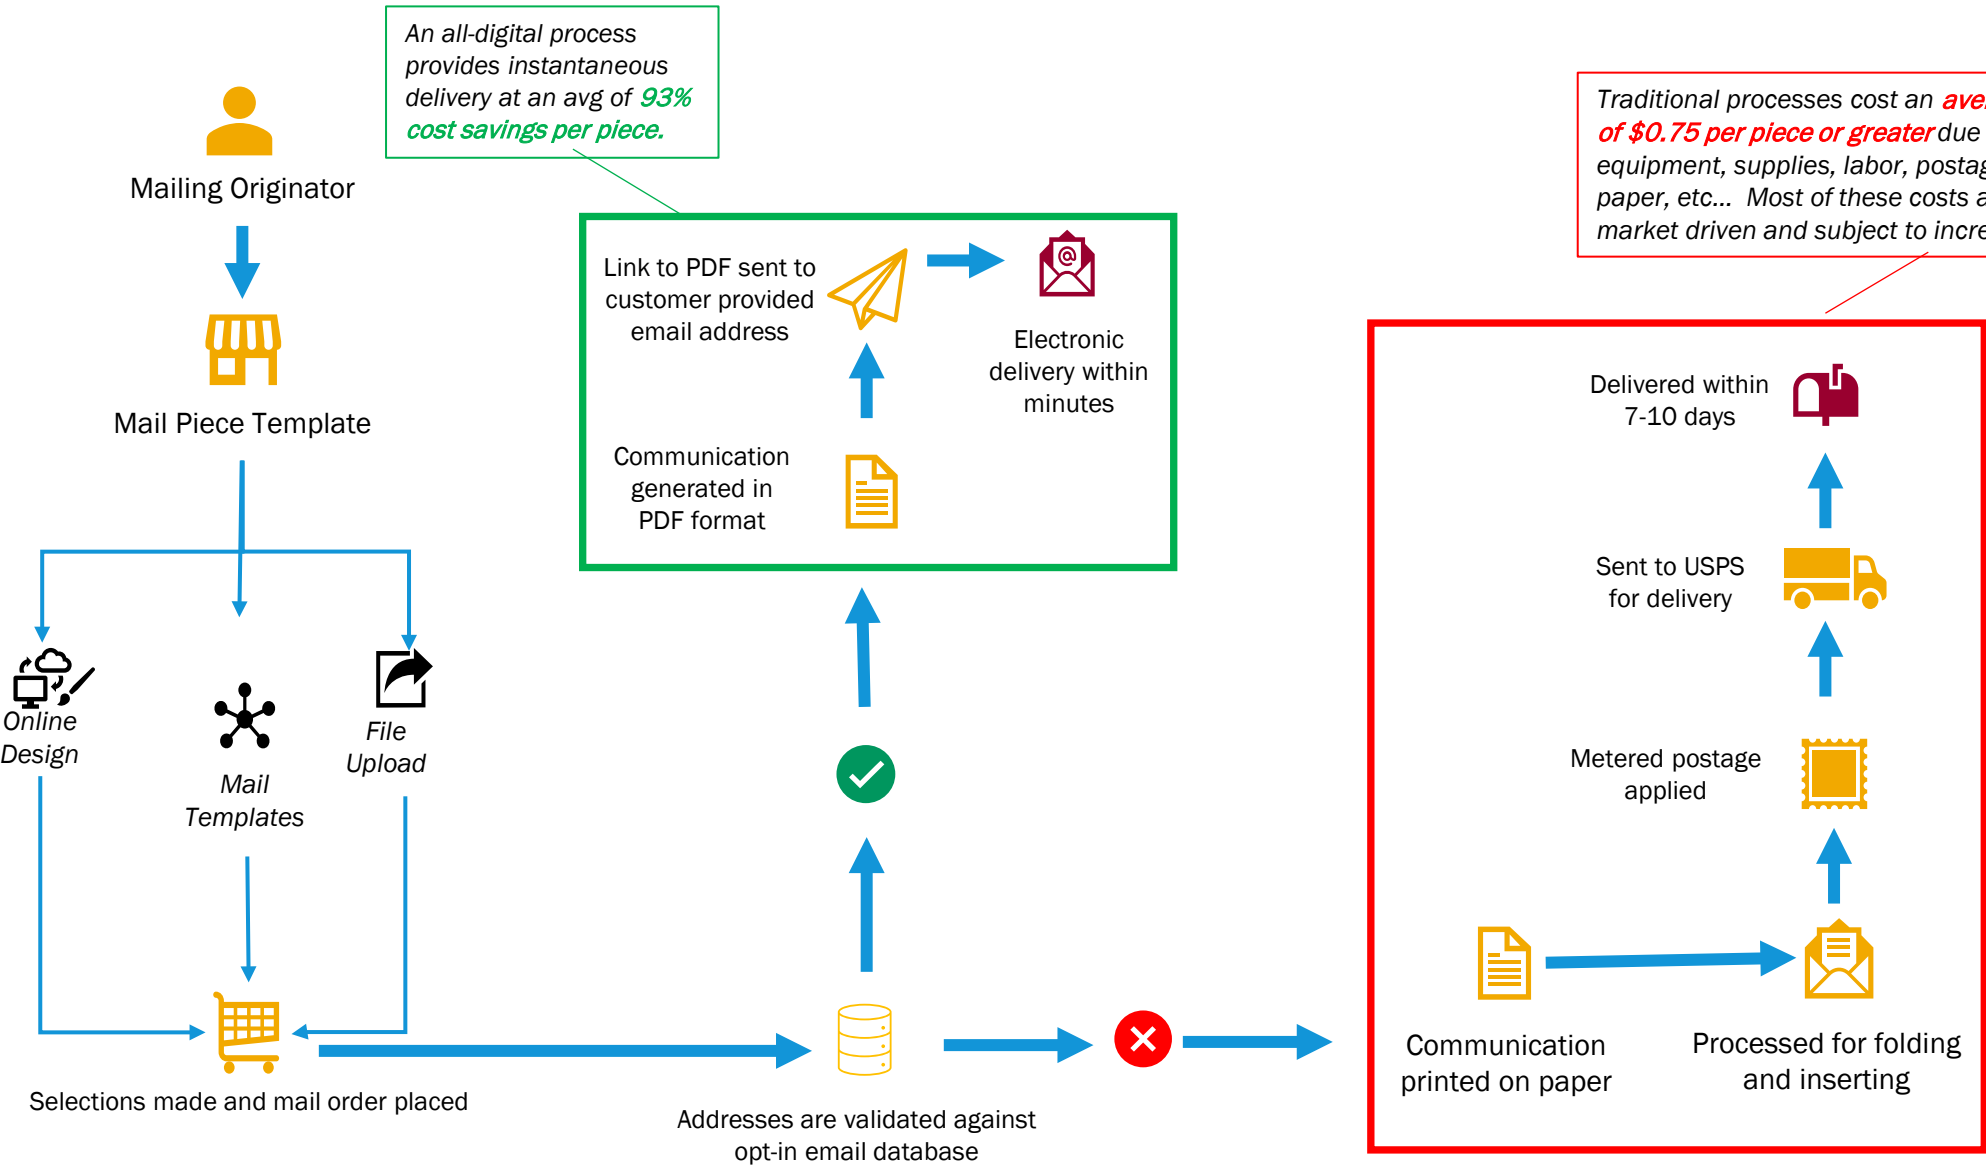 An all-digital process
provides instantaneous
delivery at an avg of 93%
cost savings per piece.
Traditional processes cost an
of $0.75 per piece or greater due
equipment, supplies, labor,
paper, etc... Most of these costs
market driven and subject to
Mailing Originator
Mail Piece Template
Online
Design
Mail
Templates
File
Upload
Selections made and mail order placed
Addresses are validated against
opt-in email database
Link to PDF sent to
customer provided
email address
Electronic
delivery within
minutes
Communication
generated in
PDF format
Delivered within
7-10 days
Sent to USPS
for delivery
Metered postage
applied
Communication
printed on paper
Processed for folding
and inserting